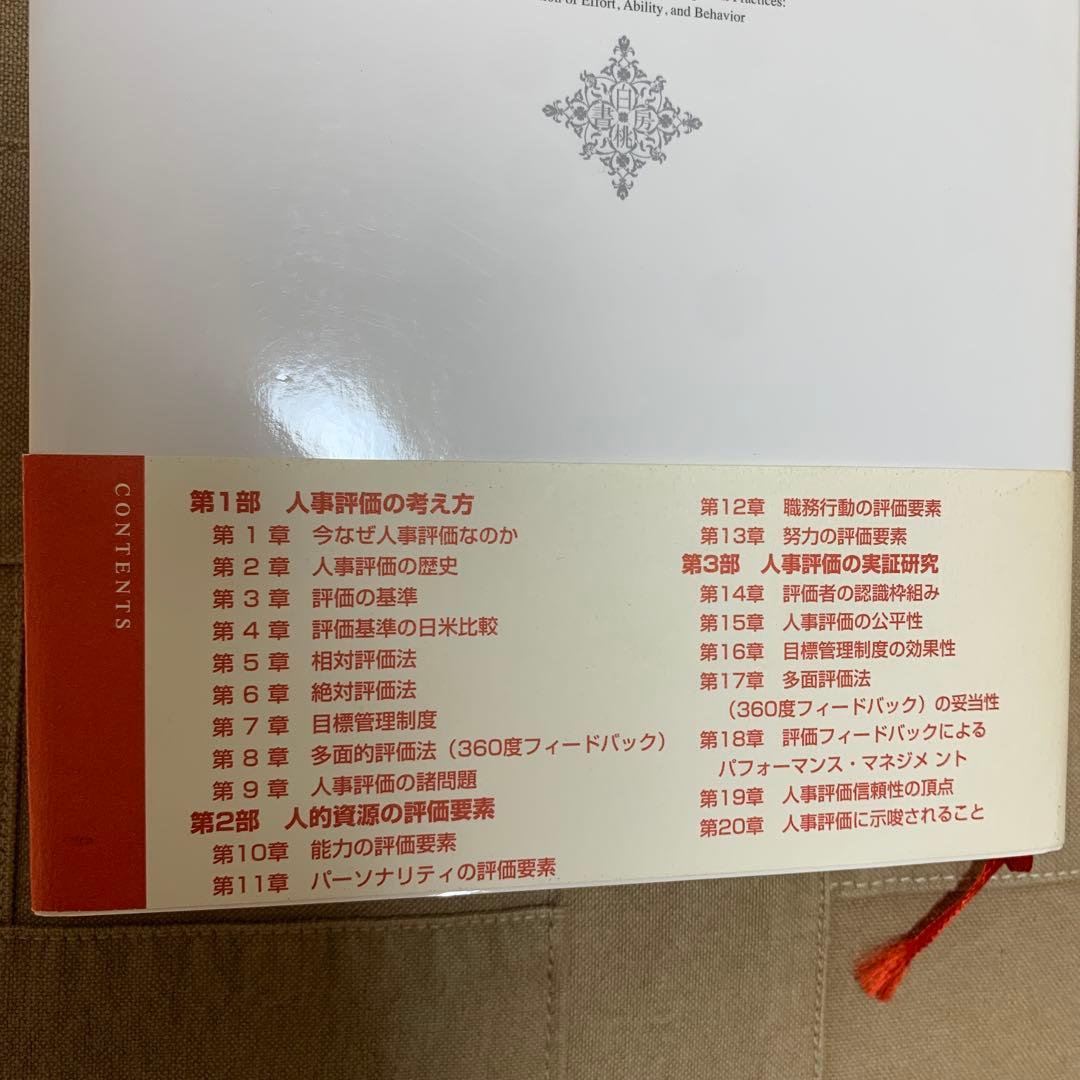 Practices:
of Effort, Ability, and Behavior
白
書 房
桃
CONTENTS
第1部 人事評価の考え方
第1章 今なぜ人事評価なのか
第2章 人事評価の歴史
第3章 評価の基準
第4章 評価基準の日米比較
第5章 相対評価法
第6章 絶対評価法
第7章 目標管理制度
第8章 多面的評価法(360度フィードバック)
第9章 人事評価の諸問題
第2部 人的資源の評価要素
第10章 能力の評価要素
第11章 パーソナリティの評価要素
第12章 職務行動の評価要素
第13章 努力の評価要素
第3部 人事評価の実証研究
第14章 評価者の認識枠組み
第15章 人事評価の公平性
第16章 目標管理制度の効果性
第17章 多面評価法
(360度フィードバック)の妥当性
第18章 評価フィードバックによる
パフォーマンス・マネジメント
第19章 人事評価信頼性の頂点
第20章 人事評価に示唆されること